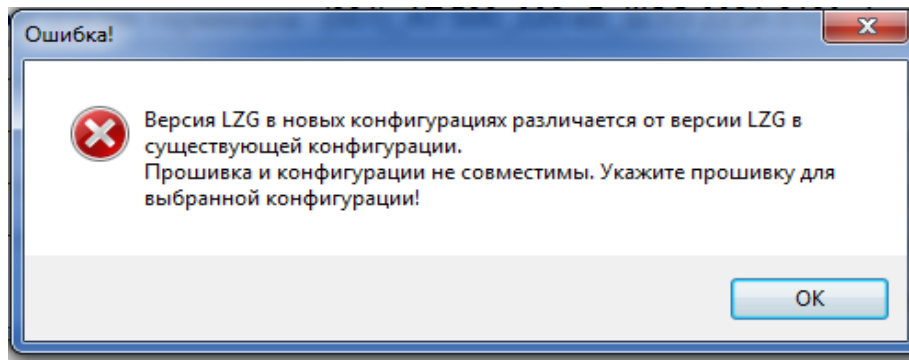 Ошибка!
Версия LZG в новых конфигурациях различается от версии LZG в
существующей конфигурации.
Прошивка и конфигурации не совместимы. Укажите прошивку для
выбранной конфигурации!
OK